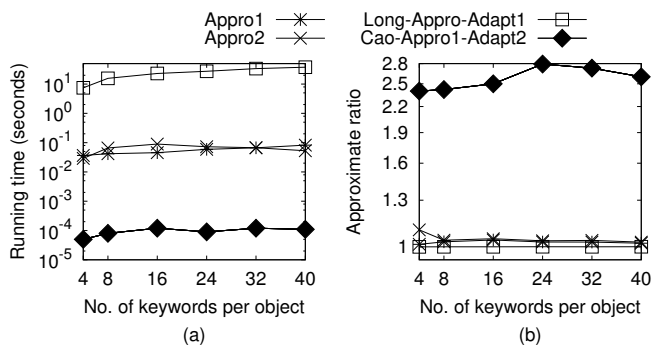 Appro1
Appro2
Long-Appro-Adapt1
Cao-Appro1-Adapt2
Running time (seconds)
10^1
10^0
10^-1
10^-2
10^-3
10^-4
10^-5
4 8 16 24 32 40
No. of keywords per object
(a)
Approximate ratio
2.8
2.5
2.2
1.9
1.6
1.3
1
4 8 16 24 32 40
No. of keywords per object
(b)